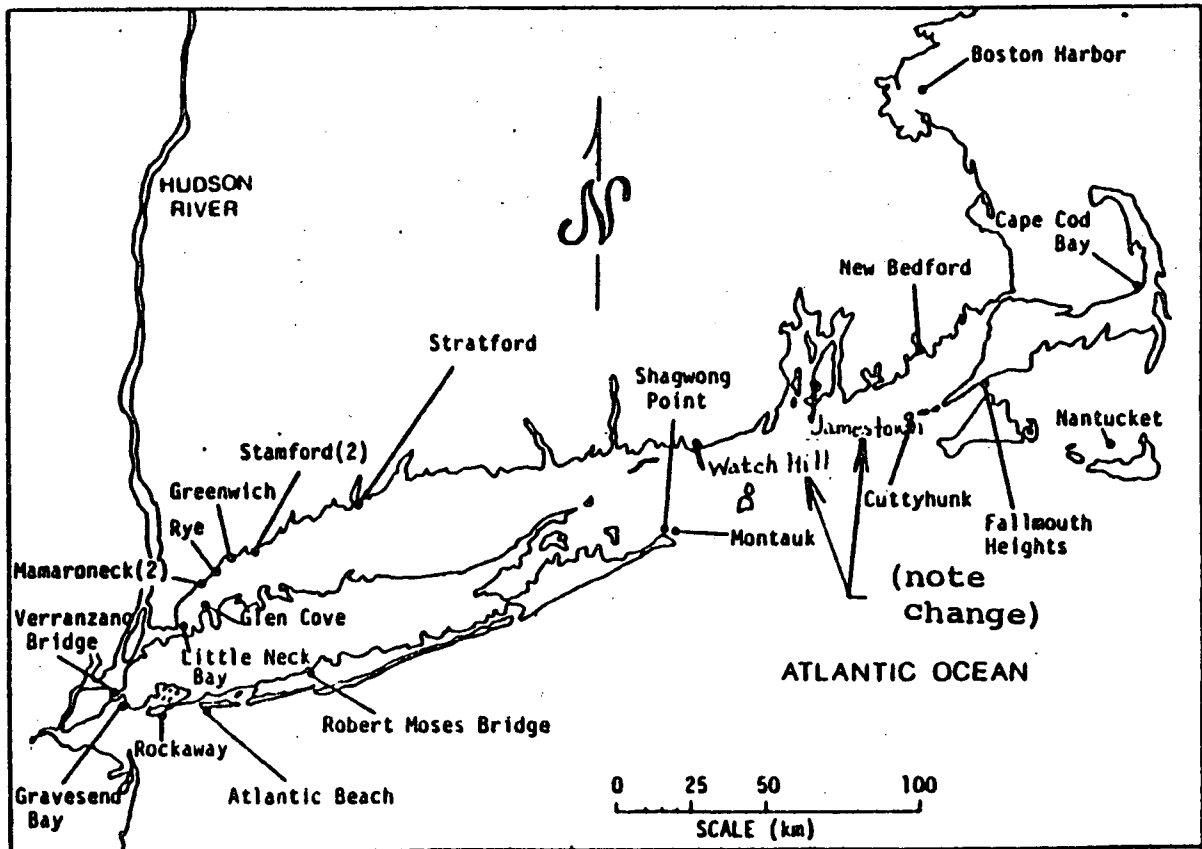 Boston Harbor
HUDSON
RIVER
N
Cape Cod
Bay
New Bedford
Stratford
Shagwong
Point
Jamestown
Nantucket
Stamford(2)
Watch Hill
Greenwich
Cuttyhunk
Rye
Fallmouth
Heights
Montauk
Mamaroneck(2)
(note
change)
Glen Cove
Verranzano
Bridge
Little Neck
Bay
ATLANTIC OCEAN
Robert Moses Bridge
Rockaway
Gravesend
Bay
Atlantic Beach
0 25 50 100
SCALE (km)